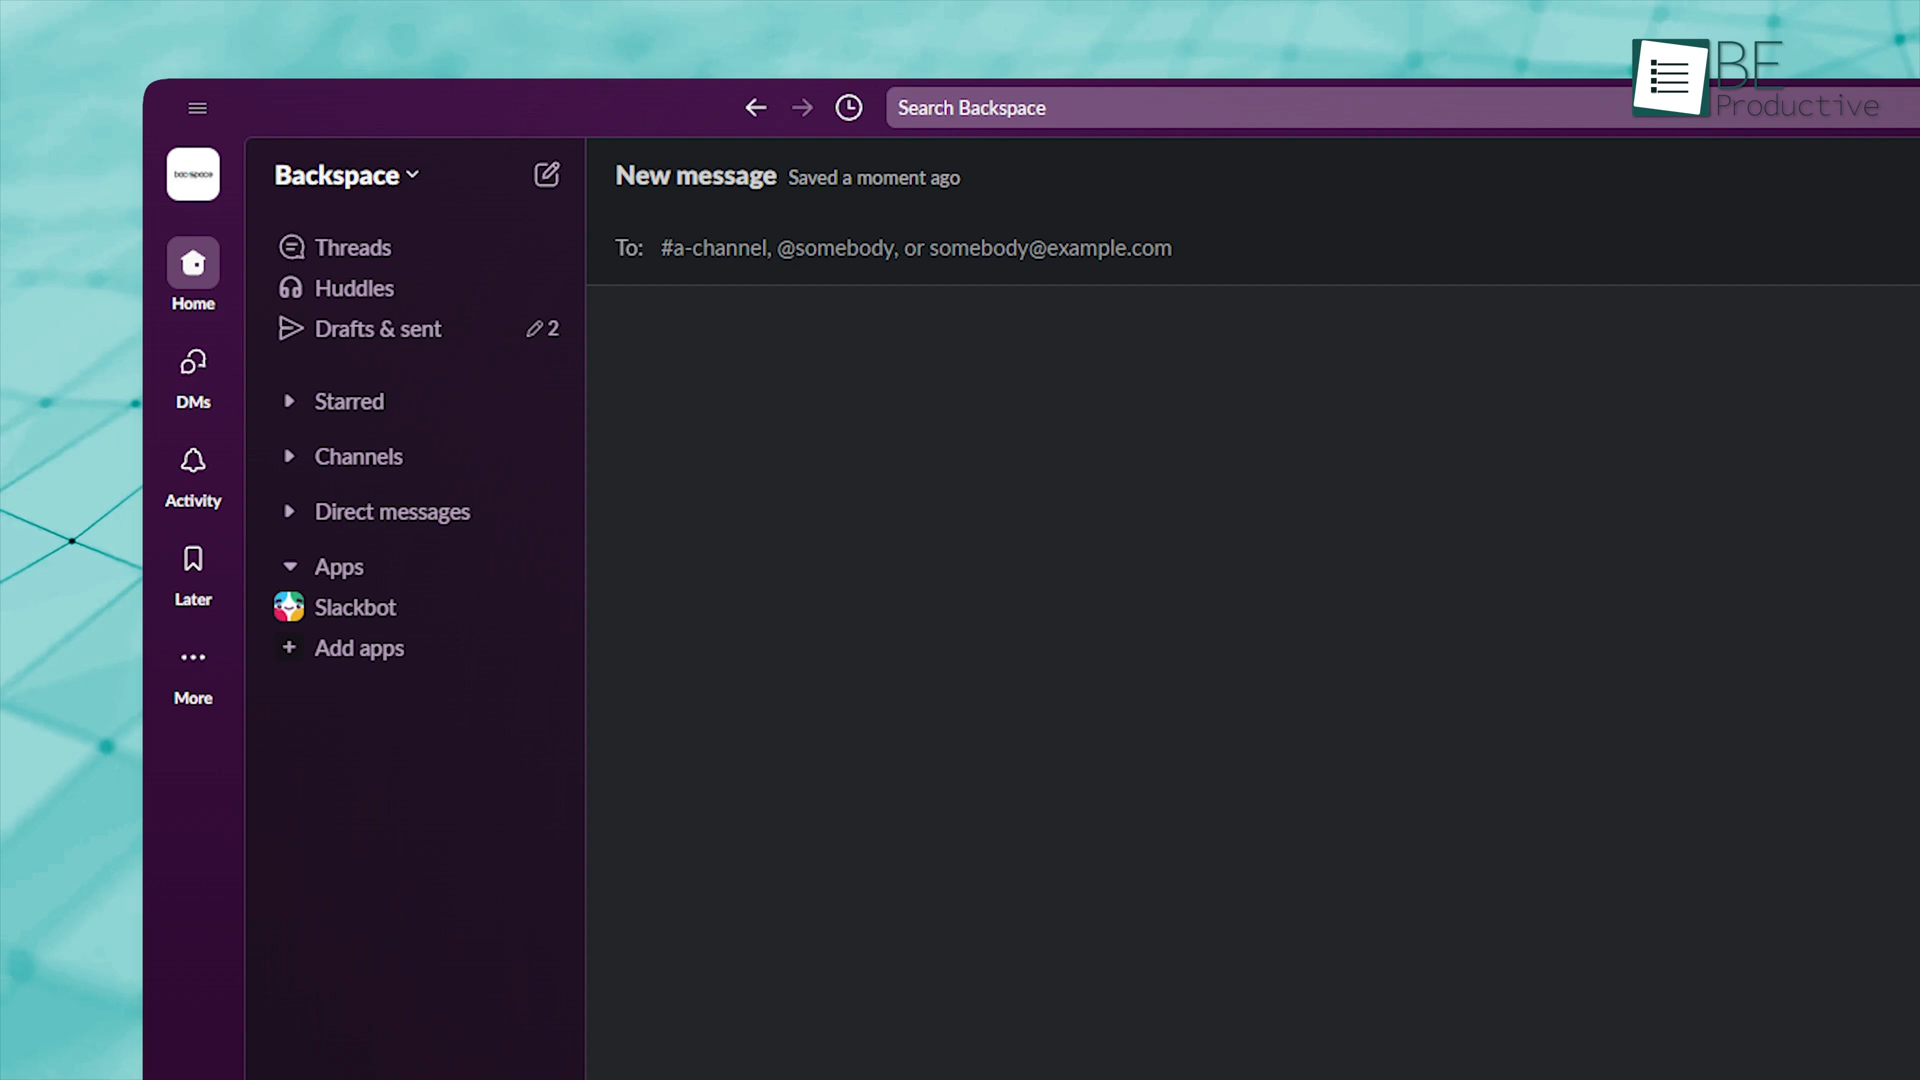 BE
Productive
Search Backspace
Backspace
Home
DMs
Activity
Later
More
Threads
Huddles
Drafts & sent 2
Starred
Channels
Direct messages
Apps
Slackbot
Add apps
New message Saved a moment ago
To: #a-channel, @somebody, or somebody@example.com